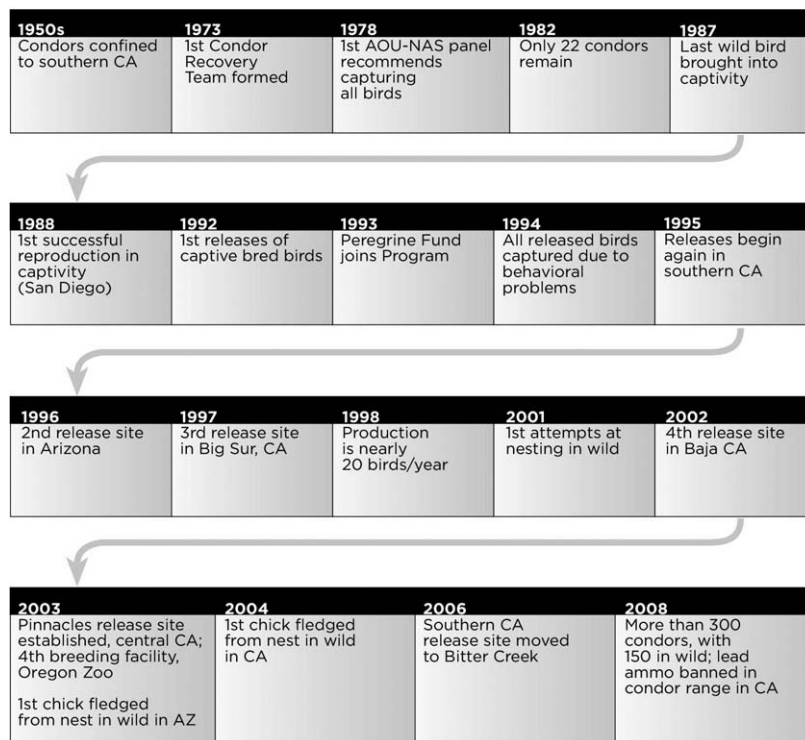 1950s
Condors confined
to southern CA
1973
1st Condor
Recovery
Team formed
1978
1st AOU-NAS panel
recommends
capturing
all birds
1982
Only 22 condors
remain
1987
Last wild bird
brought into
captivity
1988
1st successful
reproduction in
captivity
(San Diego)
1992
1st releases of
captive bred birds
1993
Peregrine Fund
joins Program
1994
All released birds
captured due to
behavioral
problems
1995
Releases begin
again in
southern CA
1996
2nd release site
in Arizona
1997
3rd release site
in Big Sur, CA
1998
Production
is nearly
20 birds/year
2001
1st attempts at
nesting in wild
2002
4th release site
in Baja CA
2003
Pinnacles release site
established, central CA;
4th breeding facility,
Oregon Zoo
1st chick fledged
from nest in wild in AZ
2004
1st chick fledged
from nest in wild
in CA
2006
Southern CA
release site moved
to Bitter Creek
2008
More than 300
condors, with
150 in wild; lead
ammo banned in
condor range in CA